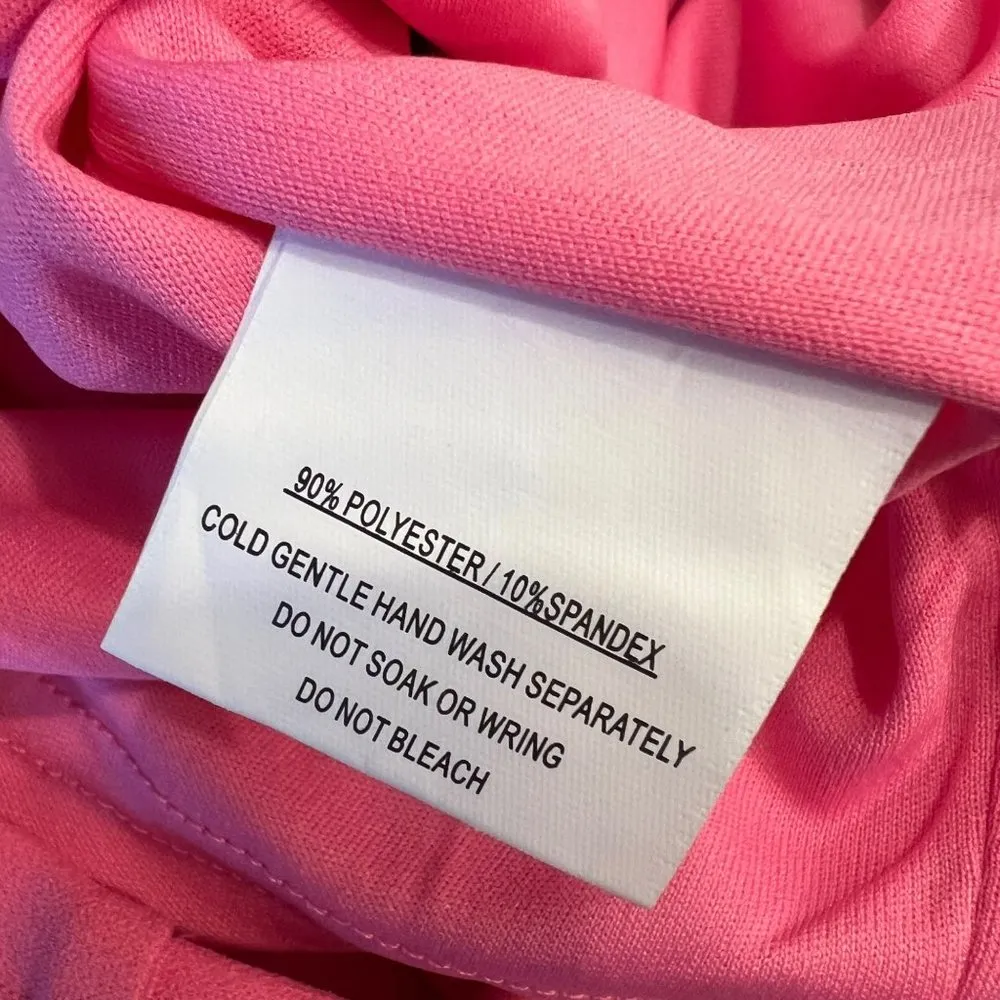 90% POLYESTER / 10%SPANDEX
COLD GENTLE HAND WASH SEPARATELY
DO NOT SOAK OR WRING
DO NOT BLEACH